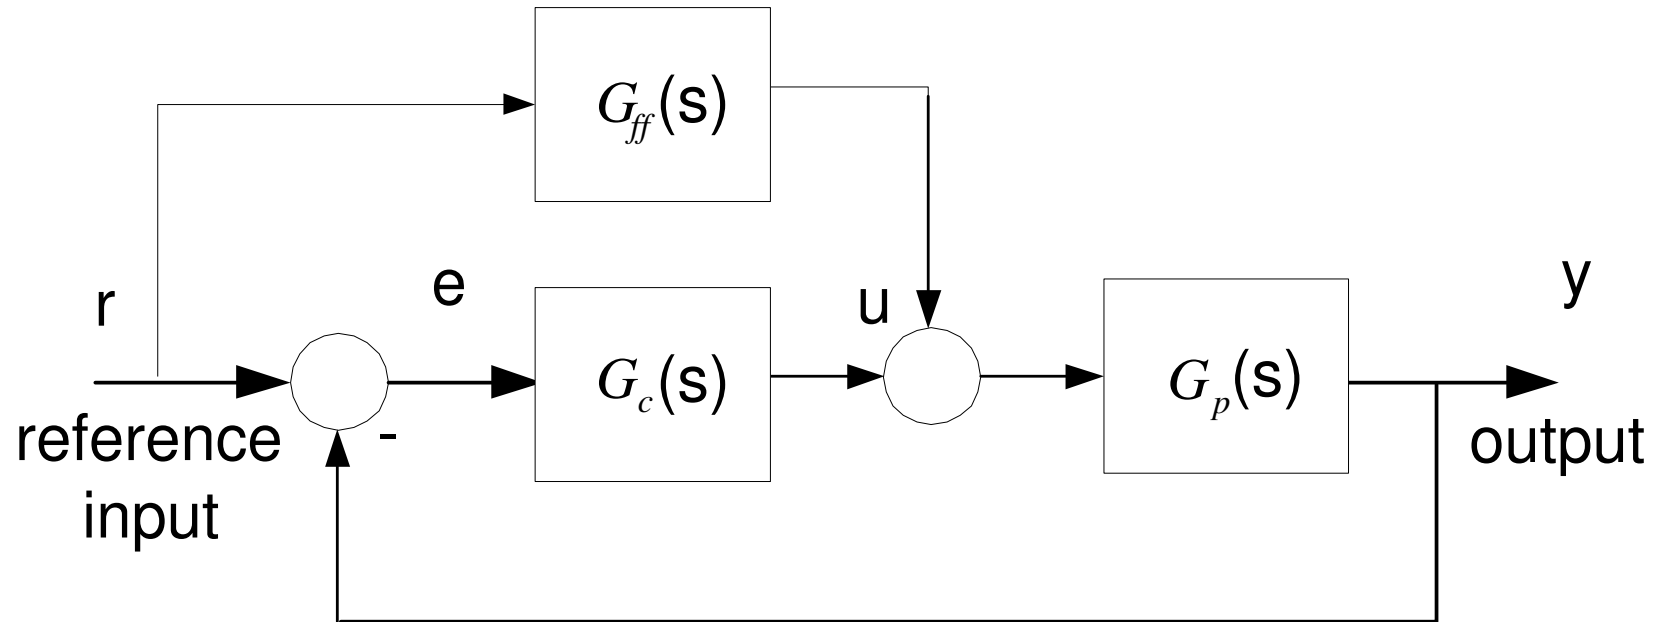 G_ff(s)
e
r
u
y
G_c(s)
G_p(s)
-
reference
input
output